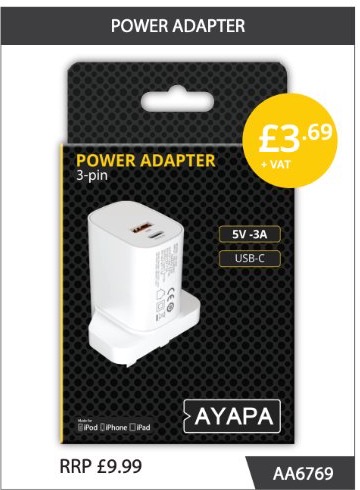 POWER ADAPTER
£3.69
+ VAT
POWER ADAPTER
3-pin
5V -3A
USB-C
Made for
iPod iPhone iPad
AYAPA
RRP £9.99
AA6769